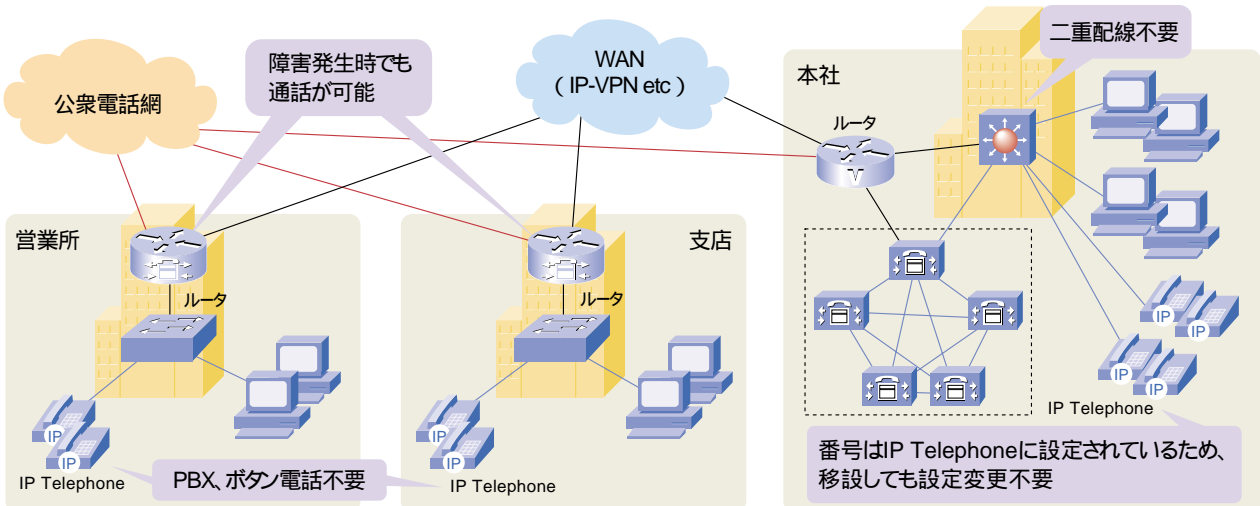 公衆電話網
障害発生時でも
通話が可能
WAN
（IP-VPN etc）
二重配線不要
本社
ルータ
V
営業所
ルータ
支店
ルータ
IP
IP
IP Telephone
PBX、ボタン電話不要
IP
IP
IP Telephone
IP
IP
IP
IP
IP Telephone
番号はIP Telephoneに設定されているため、
移設しても設定変更不要